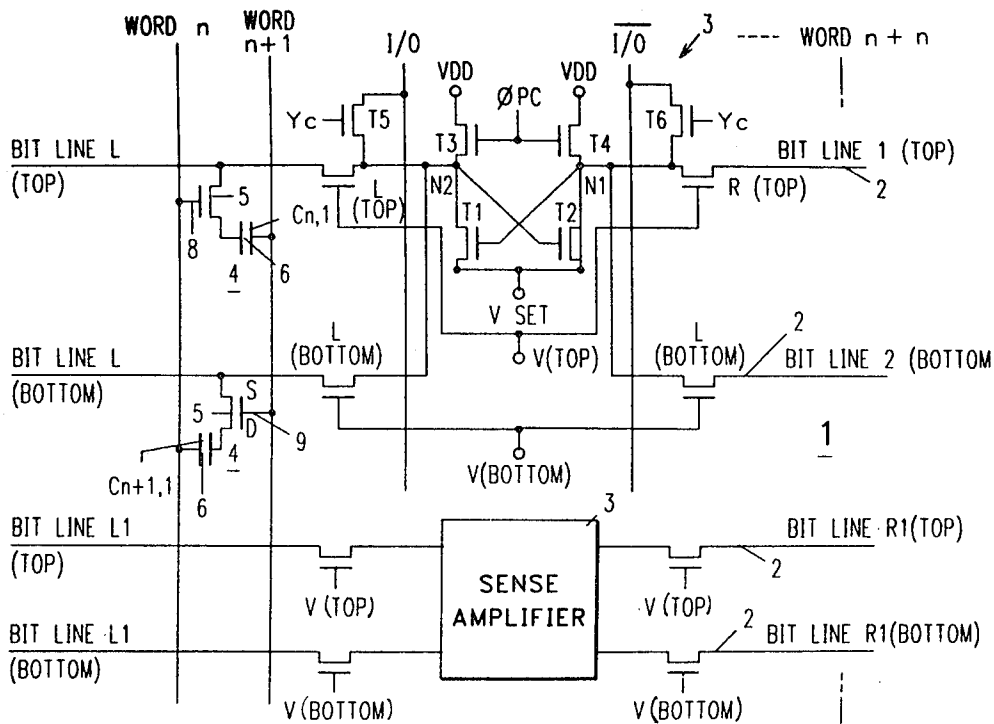 WORD n
WORD
n+1
I/O
I/O
3
---- WORD n + n
VDD
VDD
ØPC
Yc
T5
T3
T4
T6
Yc
BIT LINE L
(TOP)
BIT LINE 1 (TOP)
2
N2
N1
R (TOP)
L
(TOP)
5
Cn,1
8
4
6
T1
T2
V SET
V(TOP)
BIT LINE L
(BOTTOM)
L
(BOTTOM)
L
(BOTTOM)
2
BIT LINE 2 (BOTTOM
S
5
D
9
4
Cn+1,1
6
V(BOTTOM)
1
BIT LINE L1
(TOP)
V(TOP)
3
SENSE
AMPLIFIER
BIT LINE R1(TOP)
2
V(TOP)
BIT LINE L1
(BOTTOM)
V(BOTTOM)
2
BIT LINE R1(BOTTOM)
V(BOTTOM)